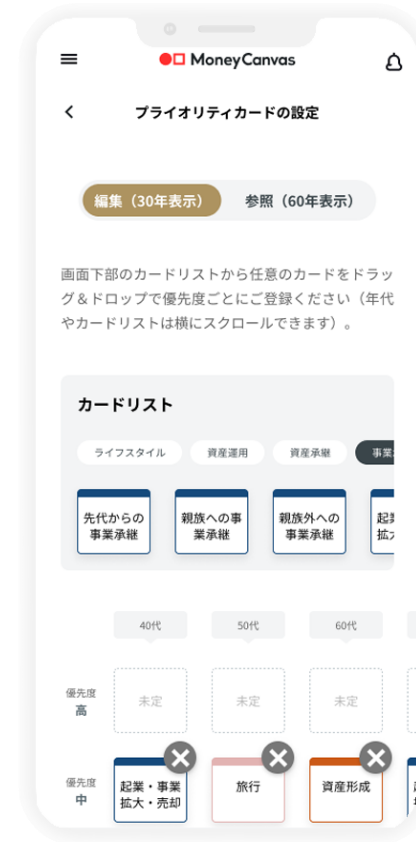 MoneyCanvas
プライオリティカードの設定
編集（30年表示）
参照（60年表示）
画面下部のカードリストから任意のカードをドラッ
グ＆ドロップで優先度ごとにご登録ください（年代
やカードリストは横にスクロールできます）。
カードリスト
ライフスタイル
資産運用
資産承継
事業
先代からの
事業承継
親族への事
業承継
親族外への
事業承継
起業
拡大
40代
50代
60代
優先度
高
未定
未定
未定
優先度
中
起業・事業
拡大・売却
旅行
資産形成